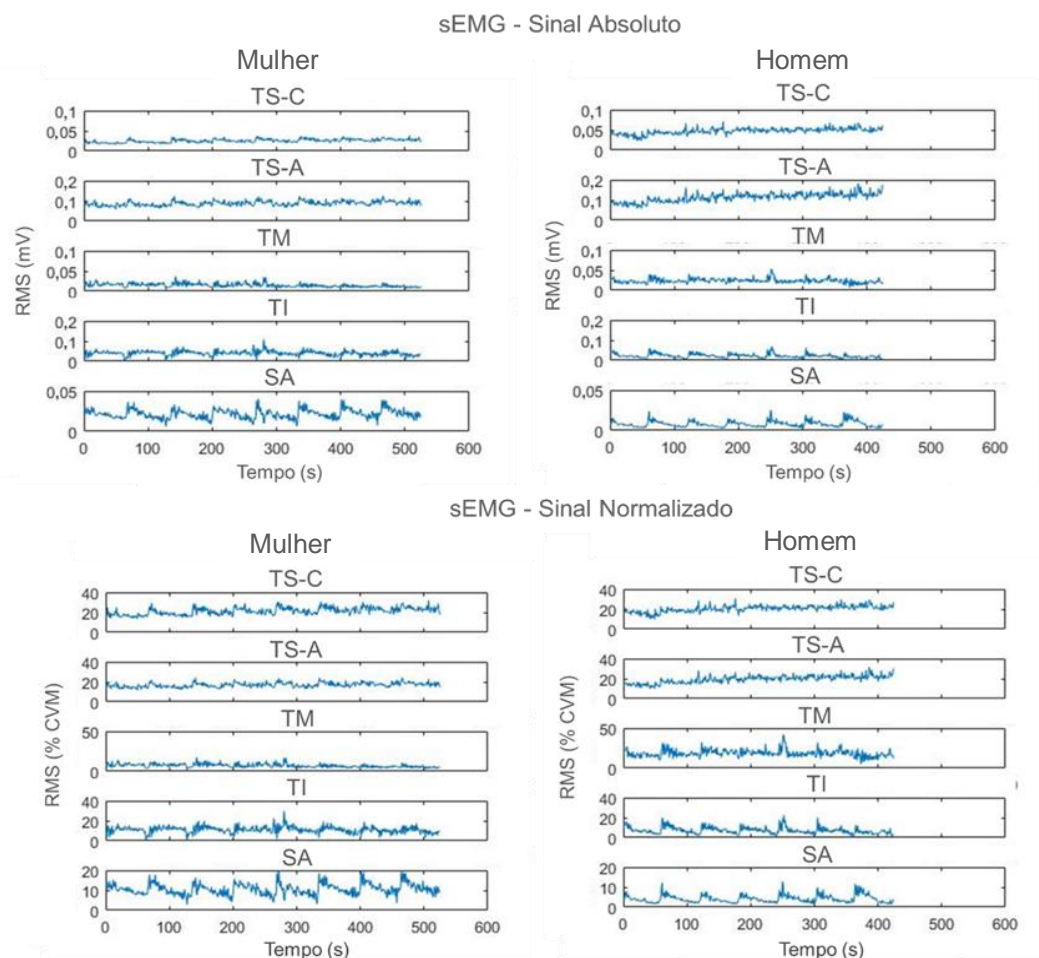 sEMG - Sinal Absoluto
Mulher
TS-C
0,1
0,05
0
TS-A
0,2
0,1
0
TM
0,1
0,05
0
TI
0,2
0,1
0
SA
0,05
0
0 100 200 300 400 500 600
Tempo (s)
RMS (mV)
Homem
TS-C
0,1
0,05
0
TS-A
0,2
0,1
0
TM
0,1
0,05
0
TI
0,2
0,1
0
SA
0,05
0
0 100 200 300 400 500 600
Tempo (s)
RMS (mV)
sEMG - Sinal Normalizado
Mulher
TS-C
40
20
0
TS-A
40
20
0
TM
50
0
TI
40
20
0
SA
20
10
0
0 100 200 300 400 500 600
Tempo (s)
RMS (% CVM)
Homem
TS-C
40
20
0
TS-A
40
20
0
TM
50
0
TI
40
20
0
SA
20
10
0
0 100 200 300 400 500 600
Tempo (s)
RMS (% CVM)